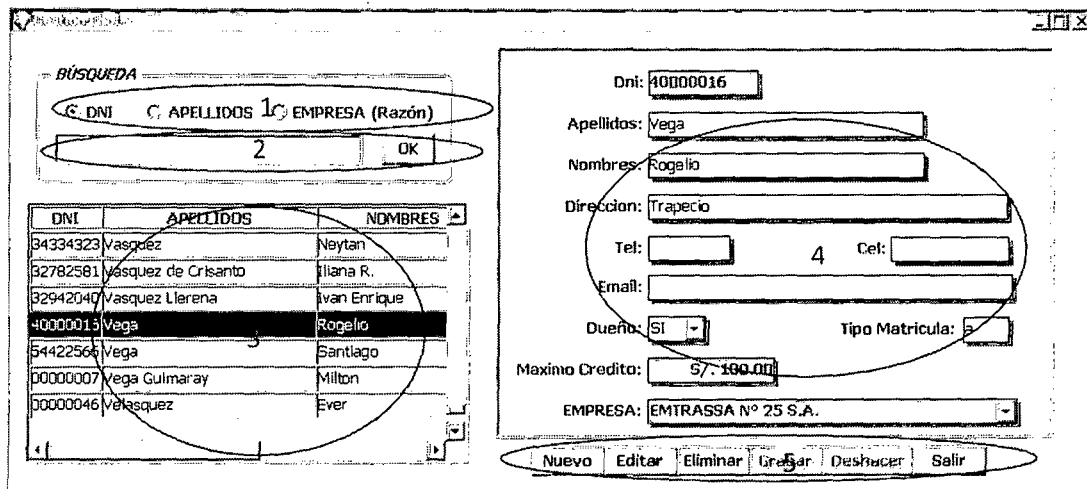 BÚSQUEDA
DNI APELLIDOS 1 EMPRESA (Razón)
2 OK
DNI APELLIDOS NOMBRES
34334323 Vasquez Neytan
32782581 Vasquez de Crisanto Iliana R.
32942040 Vasquez Llerena Ivan Enrique
Vega Rogelio
54422566 Vega Santiago
00000007 Vega Guimaray Milton
00000046 Velasquez Ever
3
Dni: 40000016
Apellidos: Vega
Nombres: Rogelio
Direccion: Trapecio
Tel: 4 Cel:
Email:
Dueño: SI Tipo Matricula: a
Maximo Credito: S/. 100.00
EMPRESA: EMTRASSA Nº 25 S.A.
Nuevo Editar Eliminar Grabar 5 Deshacer Salir